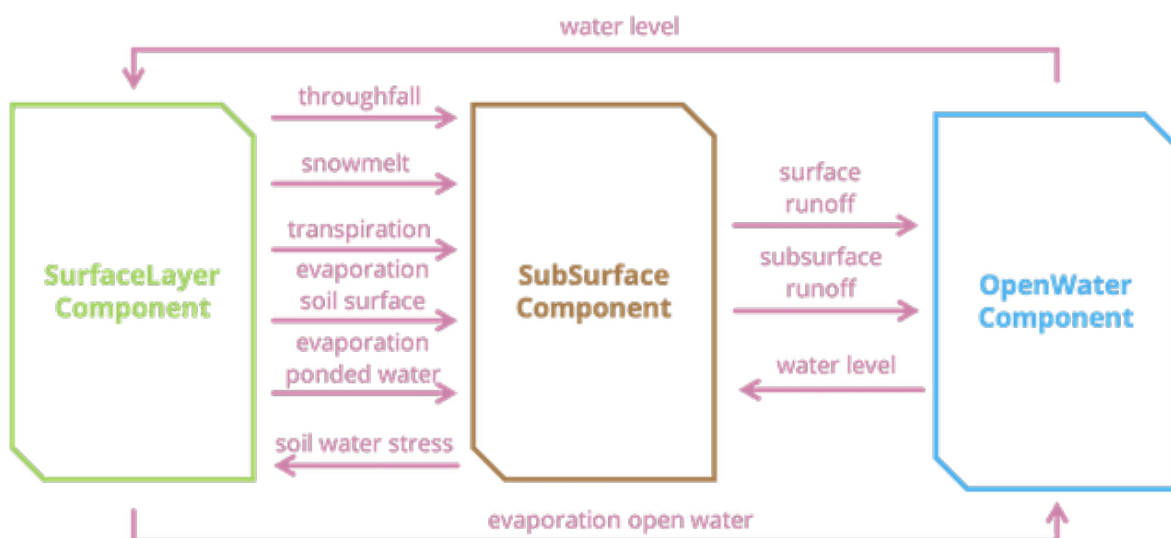 water level
throughfall
snowmelt
transpiration
evaporation
soil surface
evaporation
ponded water
soil water stress
SurfaceLayer
Component
SubSurface
Component
surface
runoff
subsurface
runoff
water level
OpenWater
Component
evaporation open water